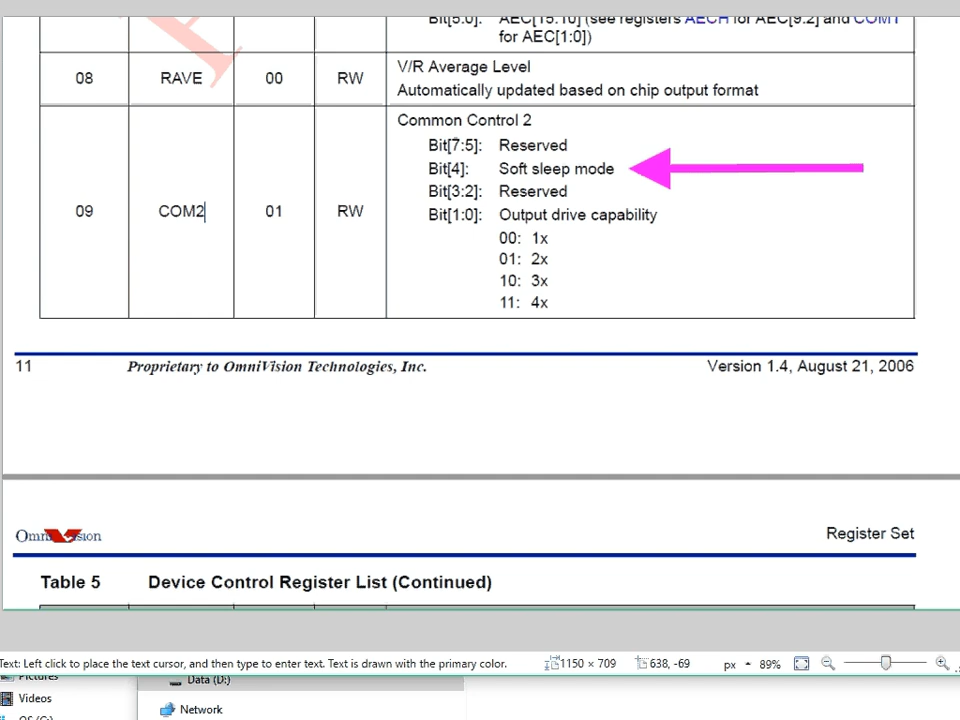 Bit[5:0]: AEC[15:10] (see registers AECH for AEC[9:2] and COM1
for AEC[1:0])
08 RAVE 00 RW V/R Average Level
Automatically updated based on chip output format
09 COM2 01 RW Common Control 2
Bit[7:5]: Reserved
Bit[4]: Soft sleep mode
Bit[3:2]: Reserved
Bit[1:0]: Output drive capability
00: 1x
01: 2x
10: 3x
11: 4x
11 Proprietary to OmniVision Technologies, Inc. Version 1.4, August 21, 2006
OmniVision Register Set
Table 5 Device Control Register List (Continued)
Text: Left click to place the text cursor, and then type to enter text. Text is drawn with the primary color. 1150 × 709 638, -69 px 89%
Pictures Data (D:)
Videos
Network
OS (C:)